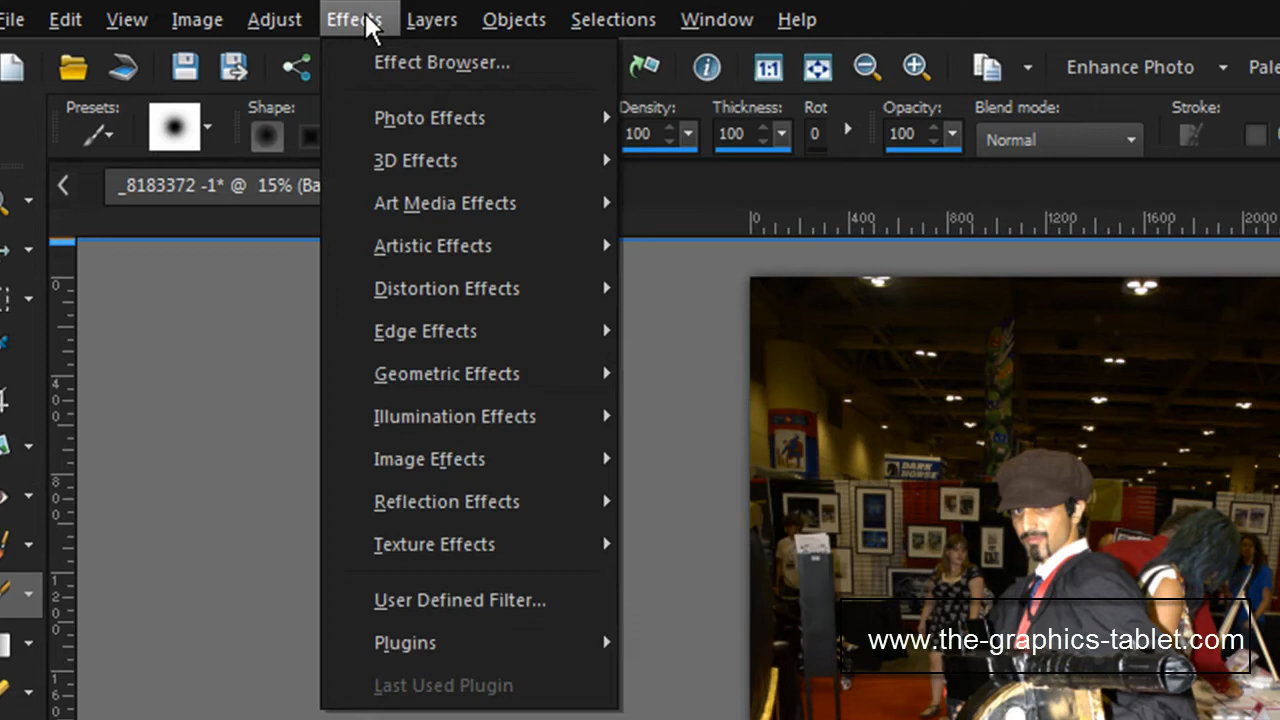 File Edit View Image Adjust Effects Layers Objects Selections Window Help
Enhance Photo
Presets: Shape: Density: Thickness: Rot Opacity: Blend mode: Stroke:
100 100 0 100 Normal
_8183372 -1* @ 15% (Ba
0 400 800 1200 1600 2000
0
400
800
1200
Effect Browser...
Photo Effects
3D Effects
Art Media Effects
Artistic Effects
Distortion Effects
Edge Effects
Geometric Effects
Illumination Effects
Image Effects
Reflection Effects
Texture Effects
User Defined Filter...
Plugins
Last Used Plugin
DARK
HORSE
www.the-graphics-tablet.com